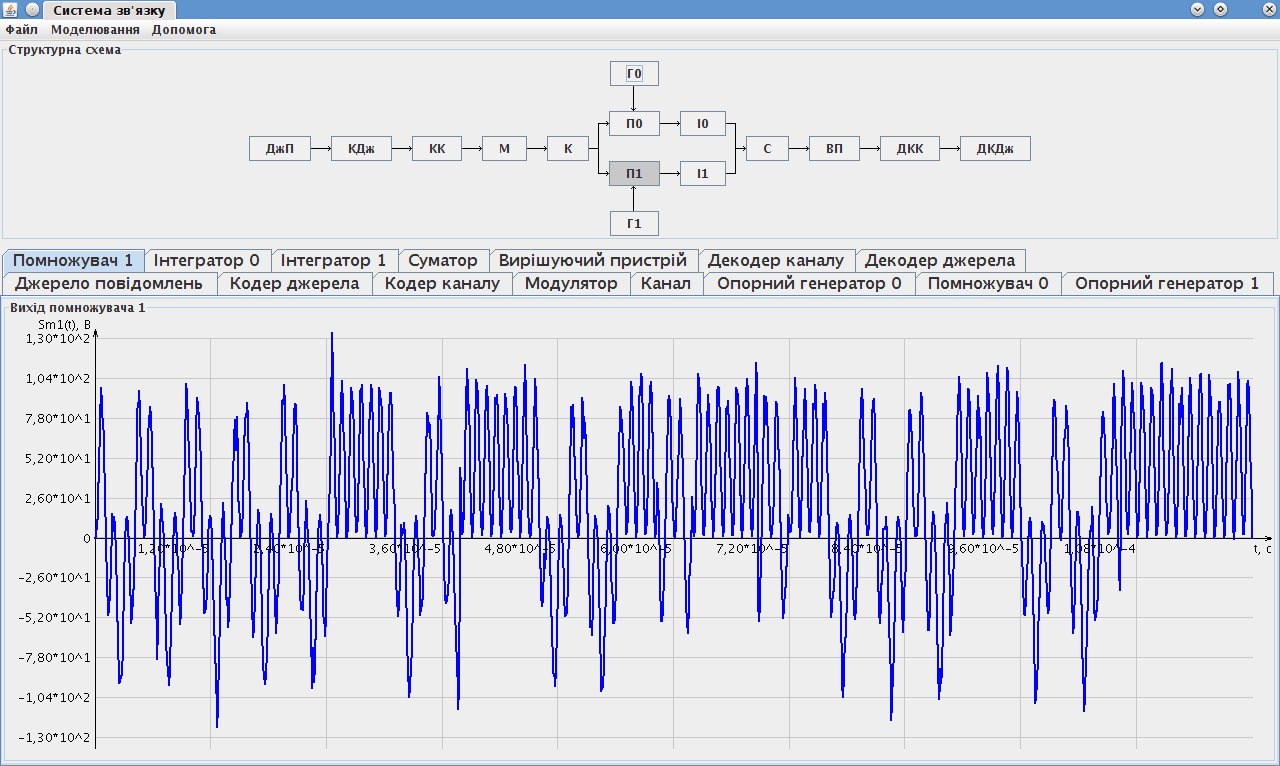 Система зв'язку
Файл Моделювання Допомога
Структурна схема
Г0
П0 І0
ДжП КДж КК М К С ВП ДКК ДКДж
П1 І1
Г1
Помножувач 1 Інтегратор 0 Інтегратор 1 Суматор Вирішуючий пристрій Декодер каналу Декодер джерела
Джерело повідомлень Кодер джерела Кодер каналу Модулятор Канал Опорний генератор 0 Помножувач 0 Опорний генератор 1
Вихід помножувача 1
Sm1(t), В
1,30*10^2
1,04*10^2
7,80*10^1
5,20*10^1
2,60*10^1
0
1,20*10^-5 2,40*10^-5 3,60*10^-5 4,80*10^-5 6,00*10^-5 7,20*10^-5 8,40*10^-5 9,60*10^-5 1,08*10^-4 t, с
-2,60*10^1
-5,20*10^1
-7,80*10^1
-1,04*10^2
-1,30*10^2